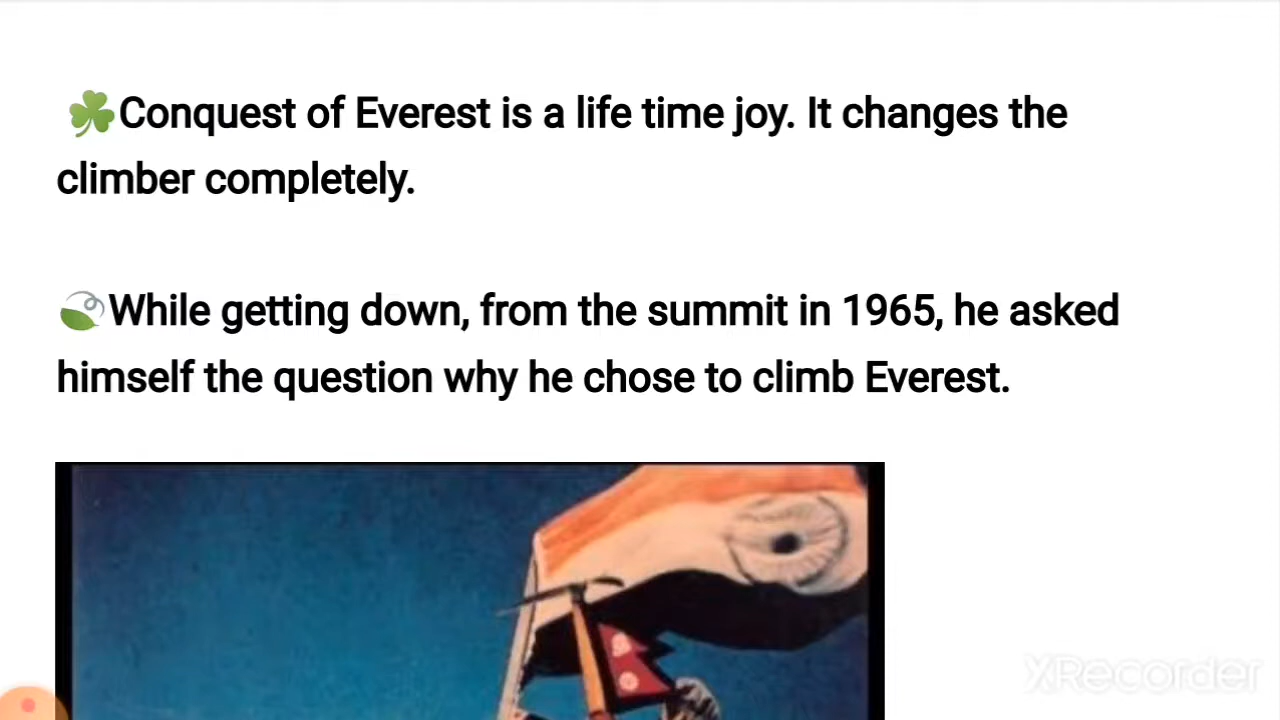 ☘️Conquest of Everest is a life time joy. It changes the
climber completely.
🍃While getting down, from the summit in 1965, he asked
himself the question why he chose to climb Everest.
XRecorder